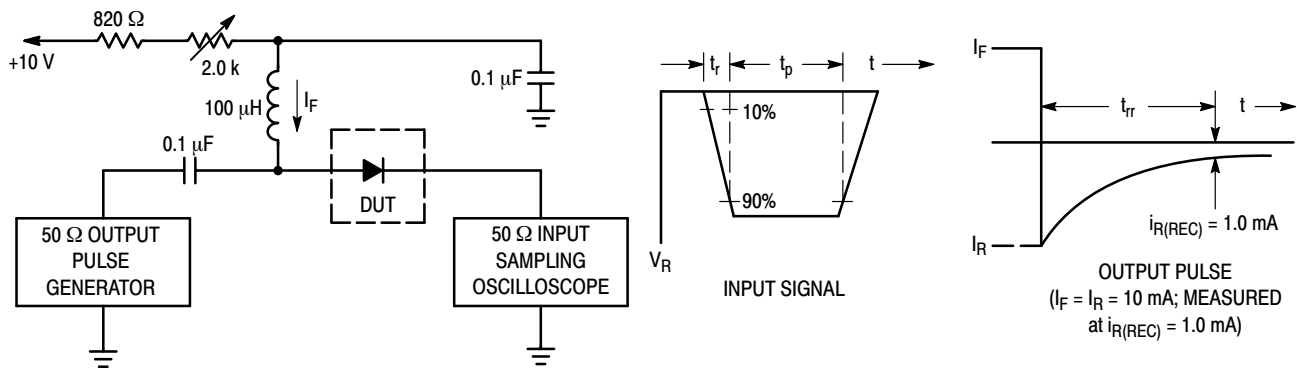 820 Ω
+10 V
2.0 k
100 μH
I_F
0.1 μF
0.1 μF
DUT
50 Ω OUTPUT
PULSE
GENERATOR
50 Ω INPUT
SAMPLING
OSCILLOSCOPE
t_r
t_p
t
10%
90%
V_R
INPUT SIGNAL
I_F
t_rr
t
I_R
i_R(REC) = 1.0 mA
OUTPUT PULSE
(I_F = I_R = 10 mA; MEASURED
at i_R(REC) = 1.0 mA)